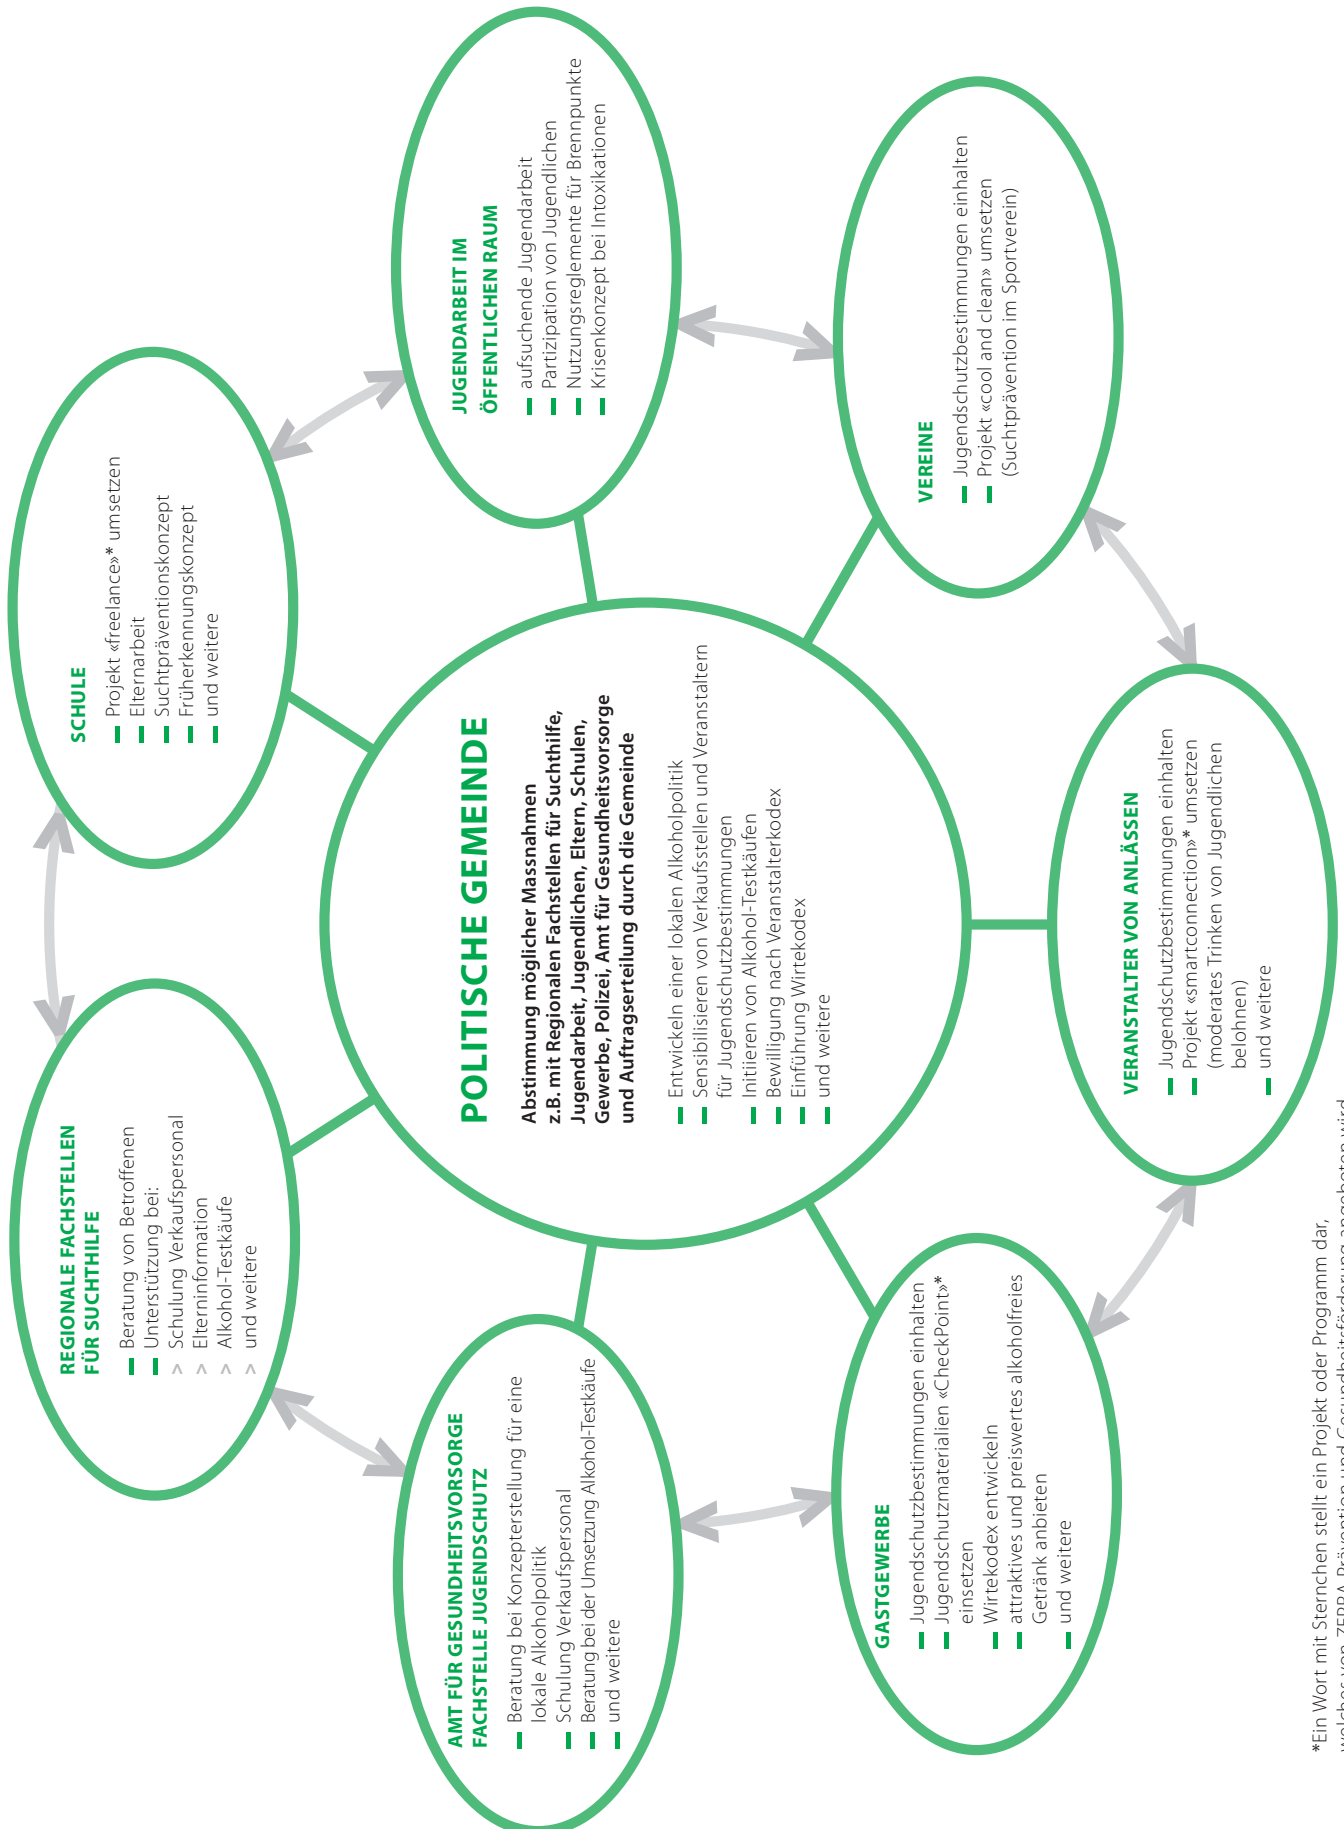 REGIONALE FACHSTELLEN
FÜR SUCHTHILFE
Beratung von Betroffenen
Unterstützung bei:
> Schulung Verkaufspersonal
> Elterninformation
> Alkohol-Testkäufe
> und weitere
SCHULE
Projekt «freelance»* umsetzen
Elternarbeit
Suchtpräventionskonzept
Früherkennungskonzept
und weitere
AMT FÜR GESUNDHEITSVORSORGE
FACHSTELLE JUGENDSCHUTZ
Beratung bei Konzepterstellung für eine
lokale Alkoholpolitik
Schulung Verkaufspersonal
Beratung bei der Umsetzung Alkohol-Testkäufe
und weitere
POLITISCHE GEMEINDE
Abstimmung möglicher Massnahmen
z.B. mit Regionalen Fachstellen für Suchthilfe,
Jugendarbeit, Jugendlichen, Eltern, Schulen,
Gewerbe, Polizei, Amt für Gesundheitsvorsorge
und Auftragserteilung durch die Gemeinde
Entwickeln einer lokalen Alkoholpolitik
Sensibilisieren von Verkaufsstellen und Veranstaltern
für Jugendschutzbestimmungen
Initiieren von Alkohol-Testkäufen
Bewilligung nach Veranstalterkodex
Einführung Wirtekodex
und weitere
JUGENDARBEIT IM
ÖFFENTLICHEN RAUM
aufsuchende Jugendarbeit
Partizipation von Jugendlichen
Nutzungsreglemente für Brennpunkte
Krisenkonzept bei Intoxikationen
GASTGEWERBE
Jugendschutzbestimmungen einhalten
Jugendschutzmaterialien «CheckPoint»*
einsetzen
Wirtekodex entwickeln
attraktives und preiswertes alkoholfreies
Getränk anbieten
und weitere
VEREINE
Jugendschutzbestimmungen einhalten
Projekt «cool and clean» umsetzen
(Suchtprävention im Sportverein)
VERANSTALTER VON ANLÄSSEN
Jugendschutzbestimmungen einhalten
Projekt «smartconnection»* umsetzen
(moderates Trinken von Jugendlichen
belohnen)
und weitere
*Ein Wort mit Sternchen stellt ein Projekt oder Programm dar,
welches von ZEPRA Prävention und Gesundheitsförderung angeboten wird